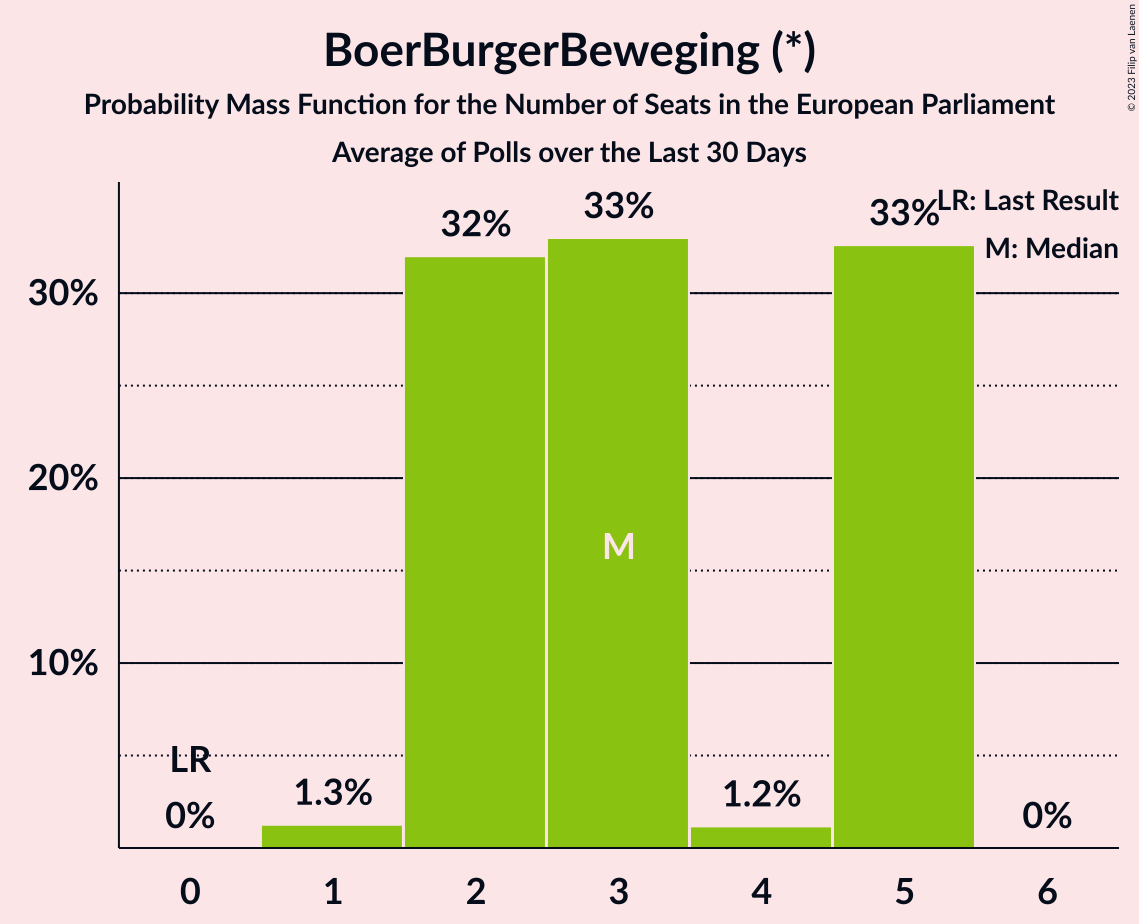 BoerBurgerBeweging (*)
Probability Mass Function for the Number of Seats in the European Parliament
Average of Polls over the Last 30 Days
© 2023 Filip van Laenen
LR: Last Result
M: Median
32%
33%
33%
30%
20%
M
10%
LR
0%
1.3%
1.2%
0%
0
1
2
3
4
5
6